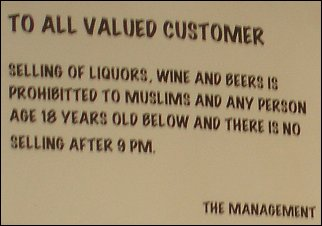 TO ALL VALUED CUSTOMER
SELLING OF LIQUORS, WINE AND BEERS IS
PROHIBITTED TO MUSLIMS AND ANY PERSON
AGE 18 YEARS OLD BELOW AND THERE IS NO
SELLING AFTER 9 PM.
THE MANAGEMENT